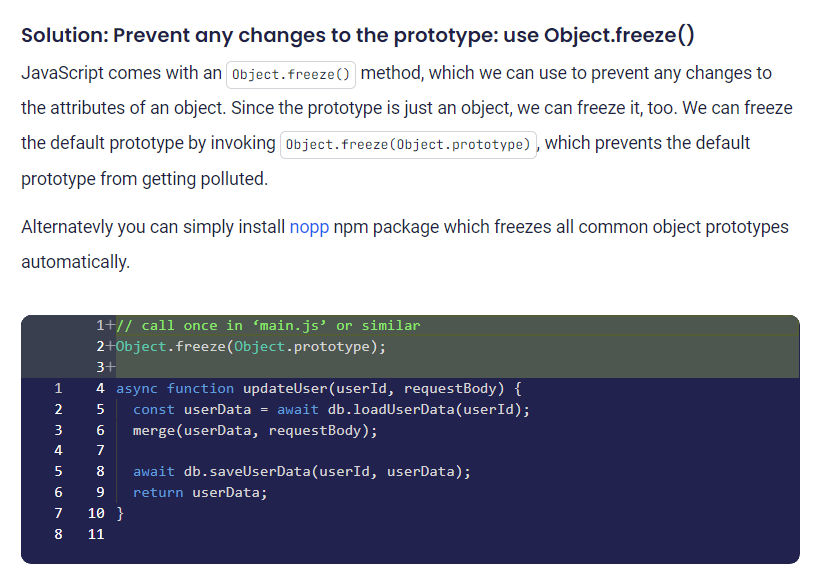 Solution: Prevent any changes to the prototype: use Object.freeze()
JavaScript comes with an Object.freeze() method, which we can use to prevent any changes to
the attributes of an object. Since the prototype is just an object, we can freeze it, too. We can freeze
the default prototype by invoking Object.freeze(Object.prototype), which prevents the default
prototype from getting polluted.
Alternatevly you can simply install nopp npm package which freezes all common object prototypes
automatically.
1+// call once in ‘main.js’ or similar
2+Object.freeze(Object.prototype);
3+
1 4 async function updateUser(userId, requestBody) {
2 5 const userData = await db.loadUserData(userId);
3 6 merge(userData, requestBody);
4 7
5 8 await db.saveUserData(userId, userData);
6 9 return userData;
7 10 }
8 11